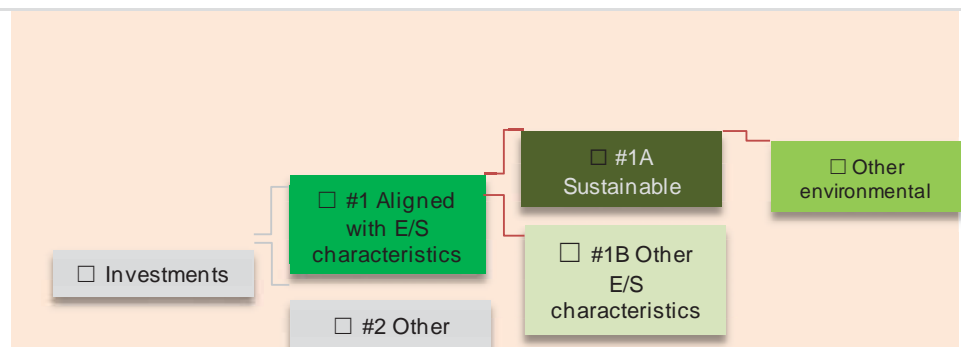 ☐ #1A
Sustainable
☐ Other
environmental
☐ #1 Aligned
with E/S
characteristics
☐ #1B Other
E/S
characteristics
☐ Investments
☐ #2 Other